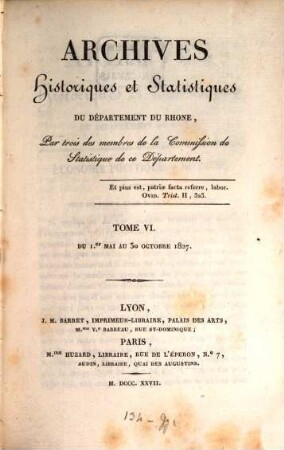 ARCHIVES
Historiques et Statistiques
DU DÉPARTEMENT DU RHONE,
Par trois des membres de la Commission de
Statistique de ce Département.
Et pius est, patriæ facta referre, labor.
OVID. Trist. II, 323.
TOME VI.
DU 1.er MAI AU 30 OCTOBRE 1827.
LYON,
J. M. BARRET, IMPRIMEUR-LIBRAIRE, PALAIS DES ARTS,
M.me V.e BARREAU, RUE ST-DOMINIQUE;
PARIS,
M.me HUZARD, LIBRAIRE, RUE DE L'ÉPERON, N.o 7,
AUDIN, LIBRAIRE, QUAI DES AUGUSTINS.
M. DCCC. XXVII.